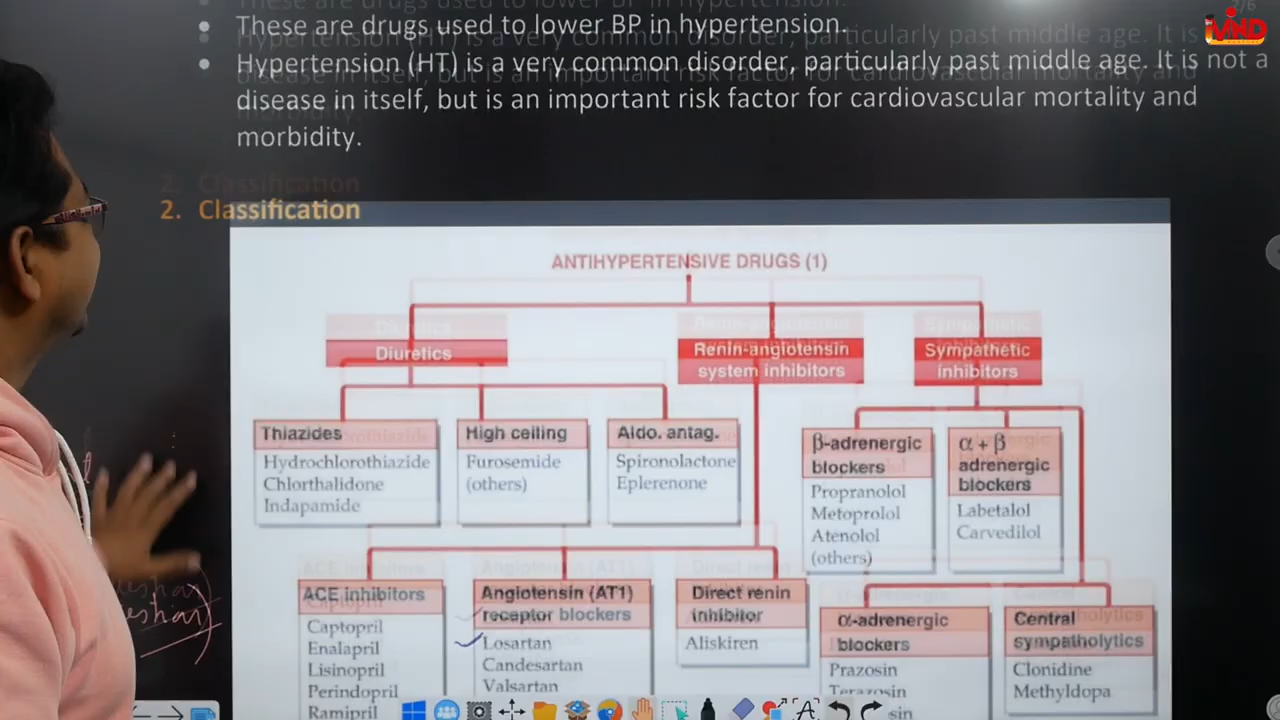 These are drugs used to lower BP in hypertension.
Hypertension (HT) is a very common disorder, particularly past middle age. It is not a
disease in itself, but is an important risk factor for cardiovascular mortality and
morbidity.
2. Classification
ANTIHYPERTENSIVE DRUGS (1)
Diuretics
Renin-angiotensin
system inhibitors
Sympathetic
inhibitors
Thiazides
Hydrochlorothiazide
Chlorthalidone
Indapamide
High ceiling
Furosemide
(others)
Aldo. antag.
Spironolactone
Eplerenone
β-adrenergic
blockers
Propranolol
Metoprolol
Atenolol
(others)
α + β
adrenergic
blockers
Labetalol
Carvedilol
ACE inhibitors
Captopril
Enalapril
Lisinopril
Perindopril
Ramipril
Angiotensin (AT1)
receptor blockers
Losartan
Candesartan
Valsartan
Direct renin
inhibitor
Aliskiren
α-adrenergic
blockers
Prazosin
Terazosin
Central
sympatholytics
Clonidine
Methyldopa